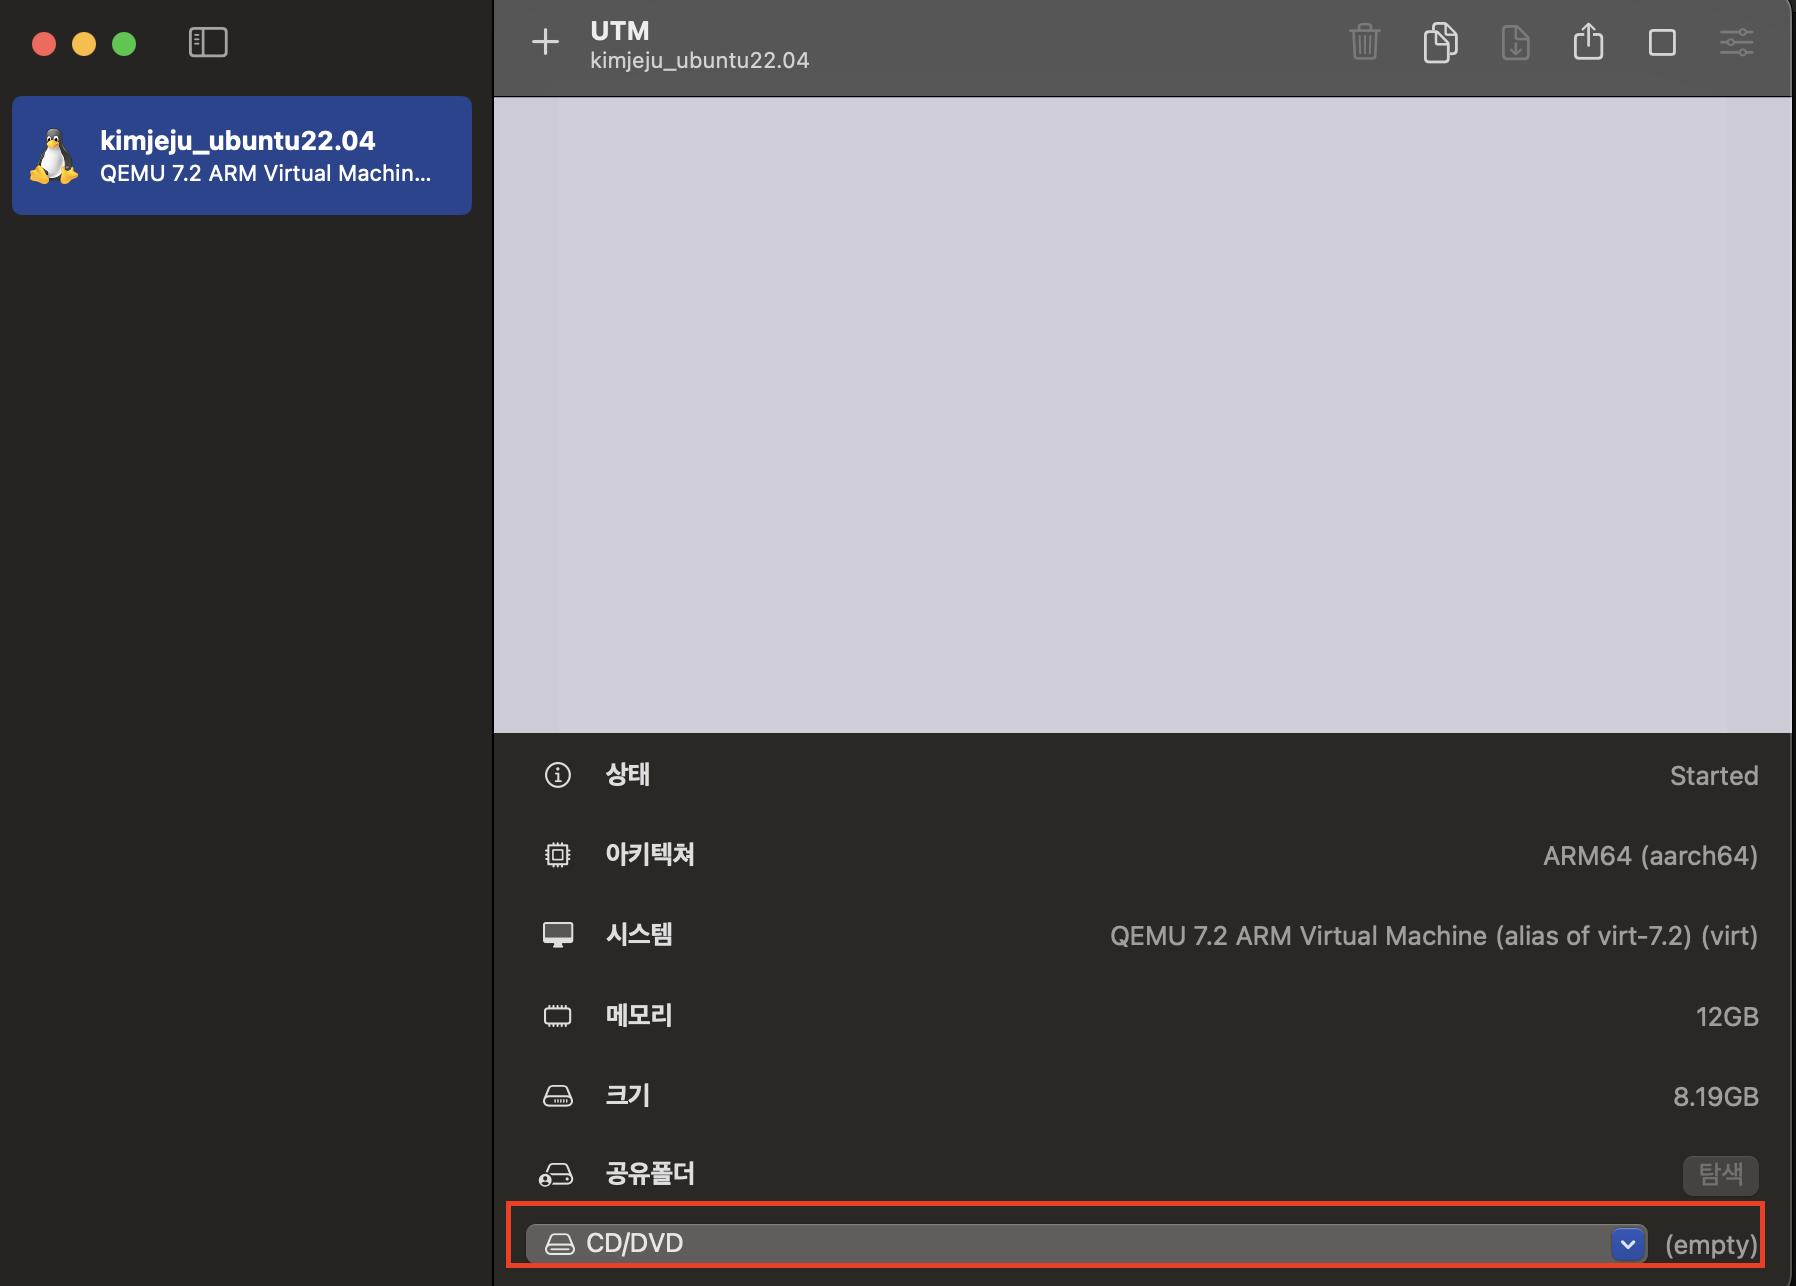 UTM
kimjeju_ubuntu22.04
kimjeju_ubuntu22.04
QEMU 7.2 ARM Virtual Machin...
상태
Started
아키텍쳐
ARM64 (aarch64)
시스템
QEMU 7.2 ARM Virtual Machine (alias of virt-7.2) (virt)
메모리
12GB
크기
8.19GB
공유폴더
탐색
CD/DVD
(empty)